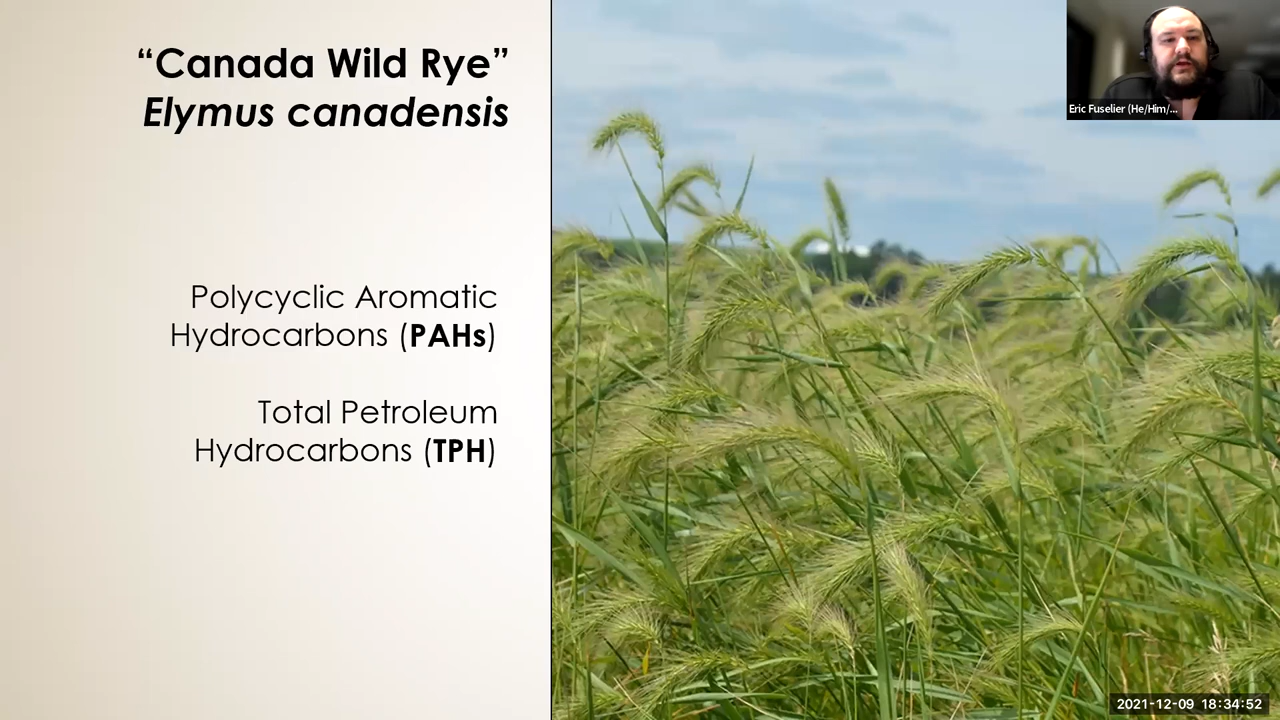 “Canada Wild Rye”
Elymus canadensis
Polycyclic Aromatic
Hydrocarbons (PAHs)
Total Petroleum
Hydrocarbons (TPH)
Eric Fuselier (He/Him/...
2021-12-09 18:34:52